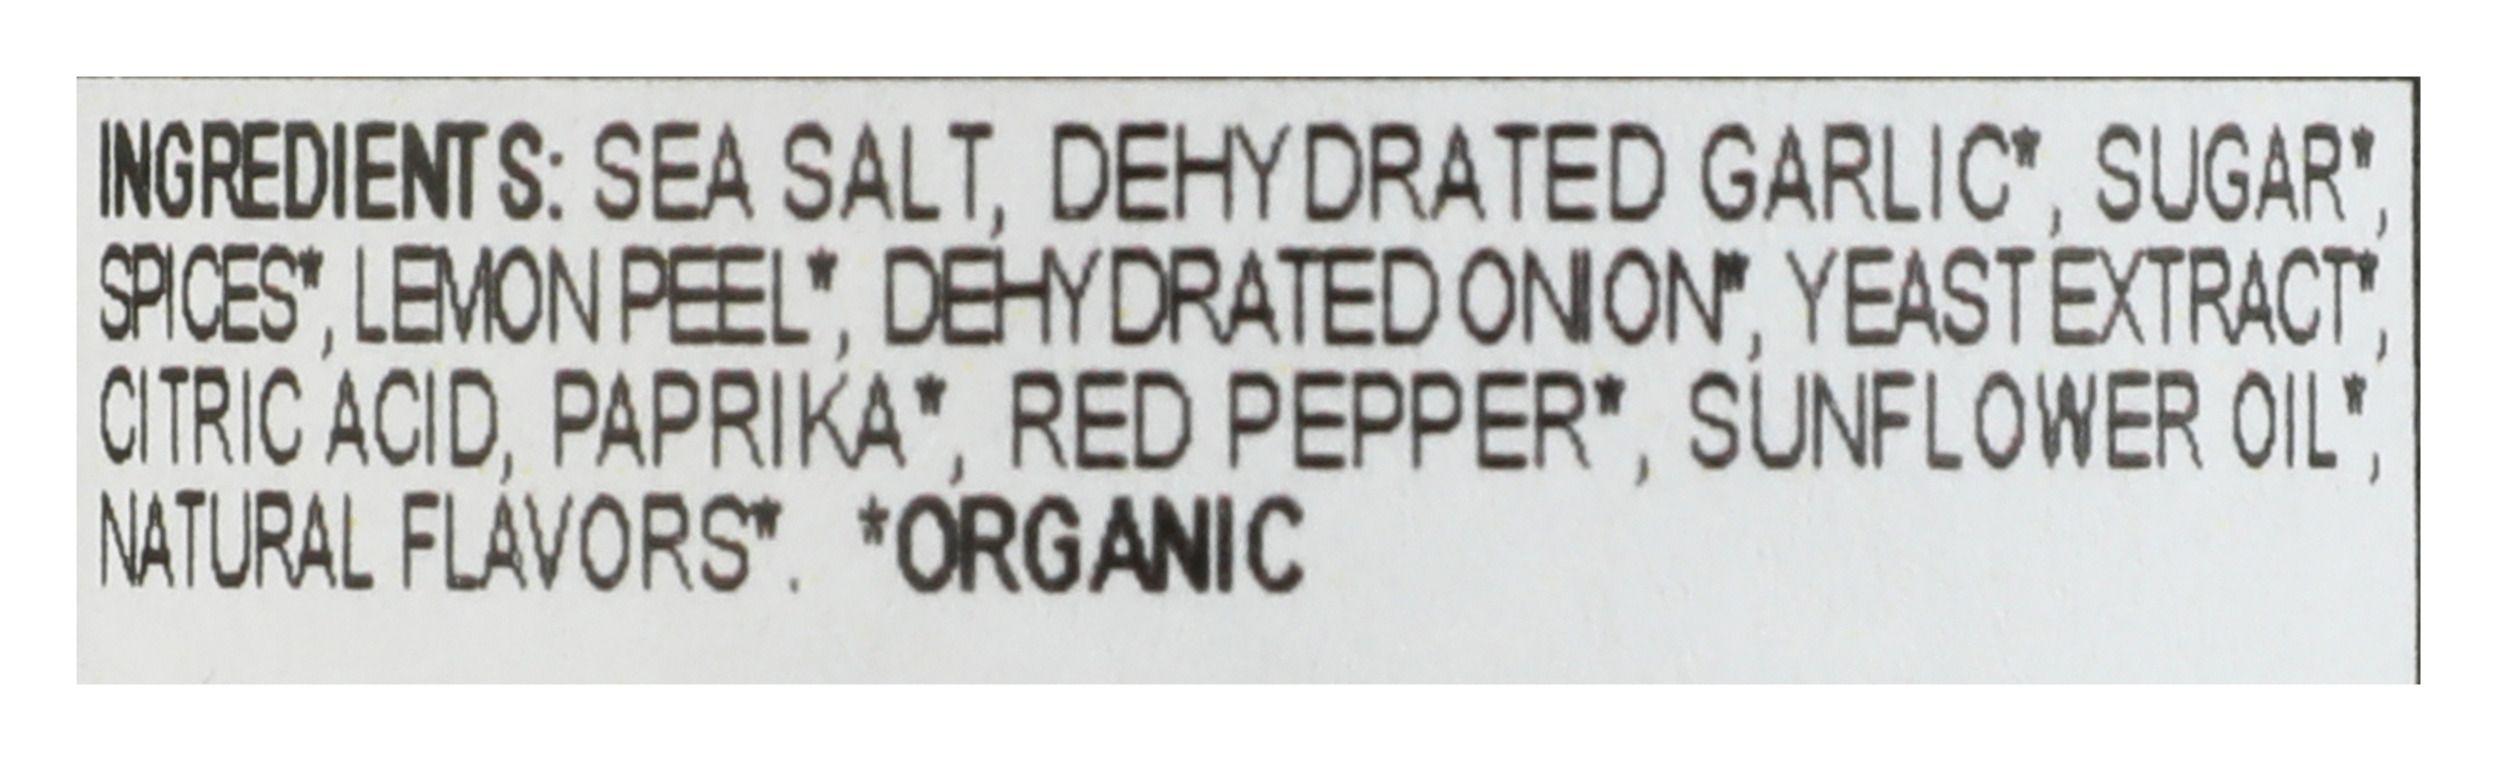 INGREDIENTS: SEA SALT, DEHYDRATED GARLIC*, SUGAR*,
SPICES*, LEMON PEEL*, DEHYDRATED ONION*, YEAST EXTRACT*,
CITRIC ACID, PAPRIKA*, RED PEPPER*, SUNFLOWER OIL*,
NATURAL FLAVORS*. *ORGANIC